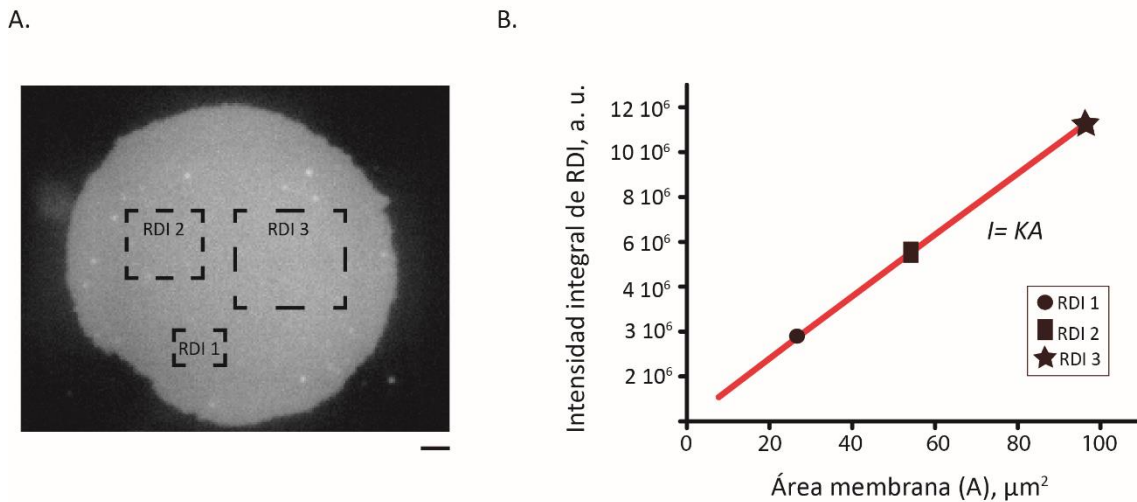 A.
B.
RDI 2
RDI 3
RDI 1
Intensidad integral de RDI, a. u.
12 10⁶
10 10⁶
8 10⁶
6 10⁶
4 10⁶
3 10⁶
2 10⁶
I= KA
RDI 1
RDI 2
RDI 3
0 20 40 60 80 100
Área membrana (A), µm²